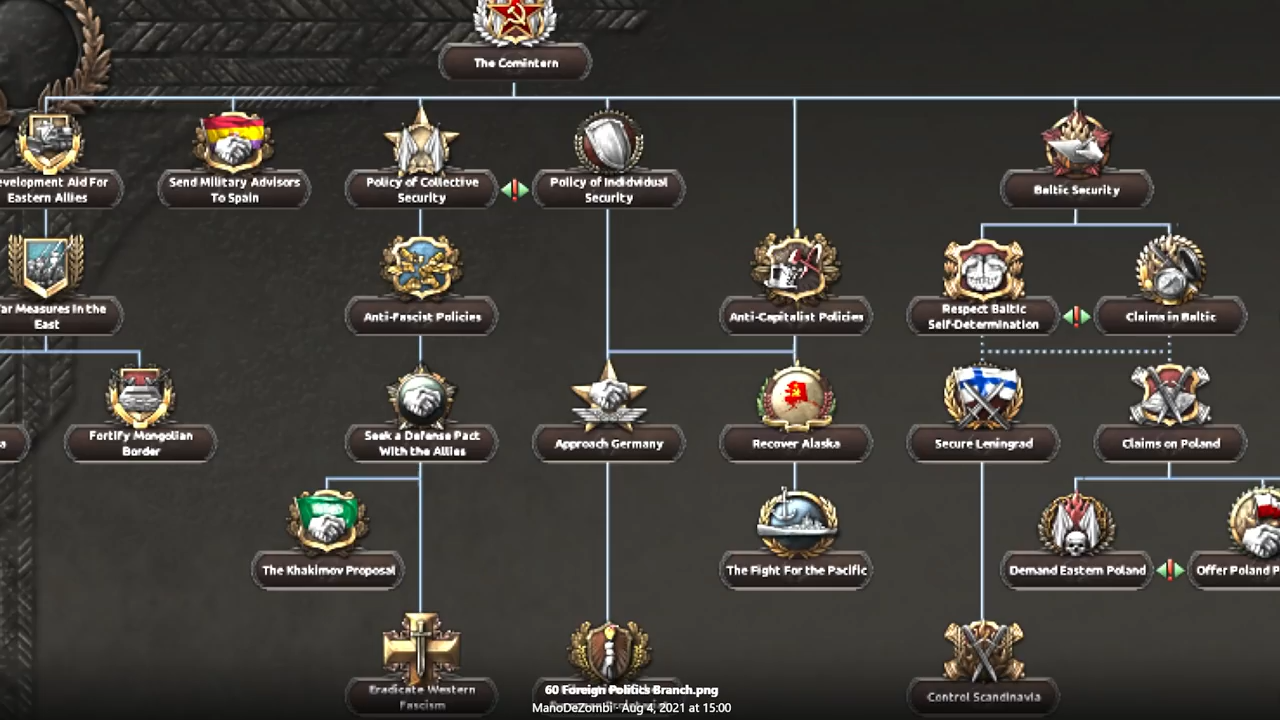 The Comintern
evelopment Aid For
Eastern Allies
Send Military Advisors
To Spain
Policy of Collective
Security
Policy of Individual
Security
Baltic Security
ar Measures in the
East
Anti-Fascist Policies
Anti-Capitalist Policies
Respect Baltic
Self-Determination
Claims in Baltic
a
Fortify Mongolian
Border
Seek a Defense Pact
With the Allies
Approach Germany
Recover Alaska
Secure Leningrad
Claims on Poland
The Khakimov Proposal
The Fight For the Pacific
Demand Eastern Poland
Offer Poland P
Eradicate Western
Fascism
Control Scandinavia
60 Foreign Politics Branch.png
ManoDeZombi · Aug 4, 2021 at 15:00